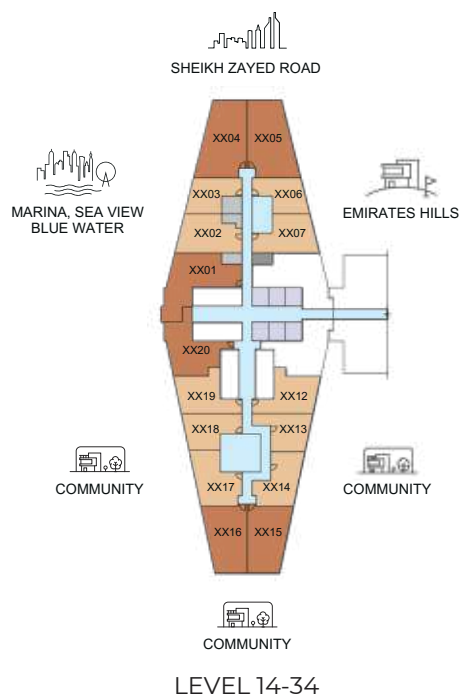 SHEIKH ZAYED ROAD
XX04 XX05
MARINA, SEA VIEW
BLUE WATER
XX03 XX06
EMIRATES HILLS
XX02 XX07
XX01
XX20
XX19 XX12
XX18 XX13
COMMUNITY
XX17 XX14
COMMUNITY
XX16 XX15
COMMUNITY
LEVEL 14-34